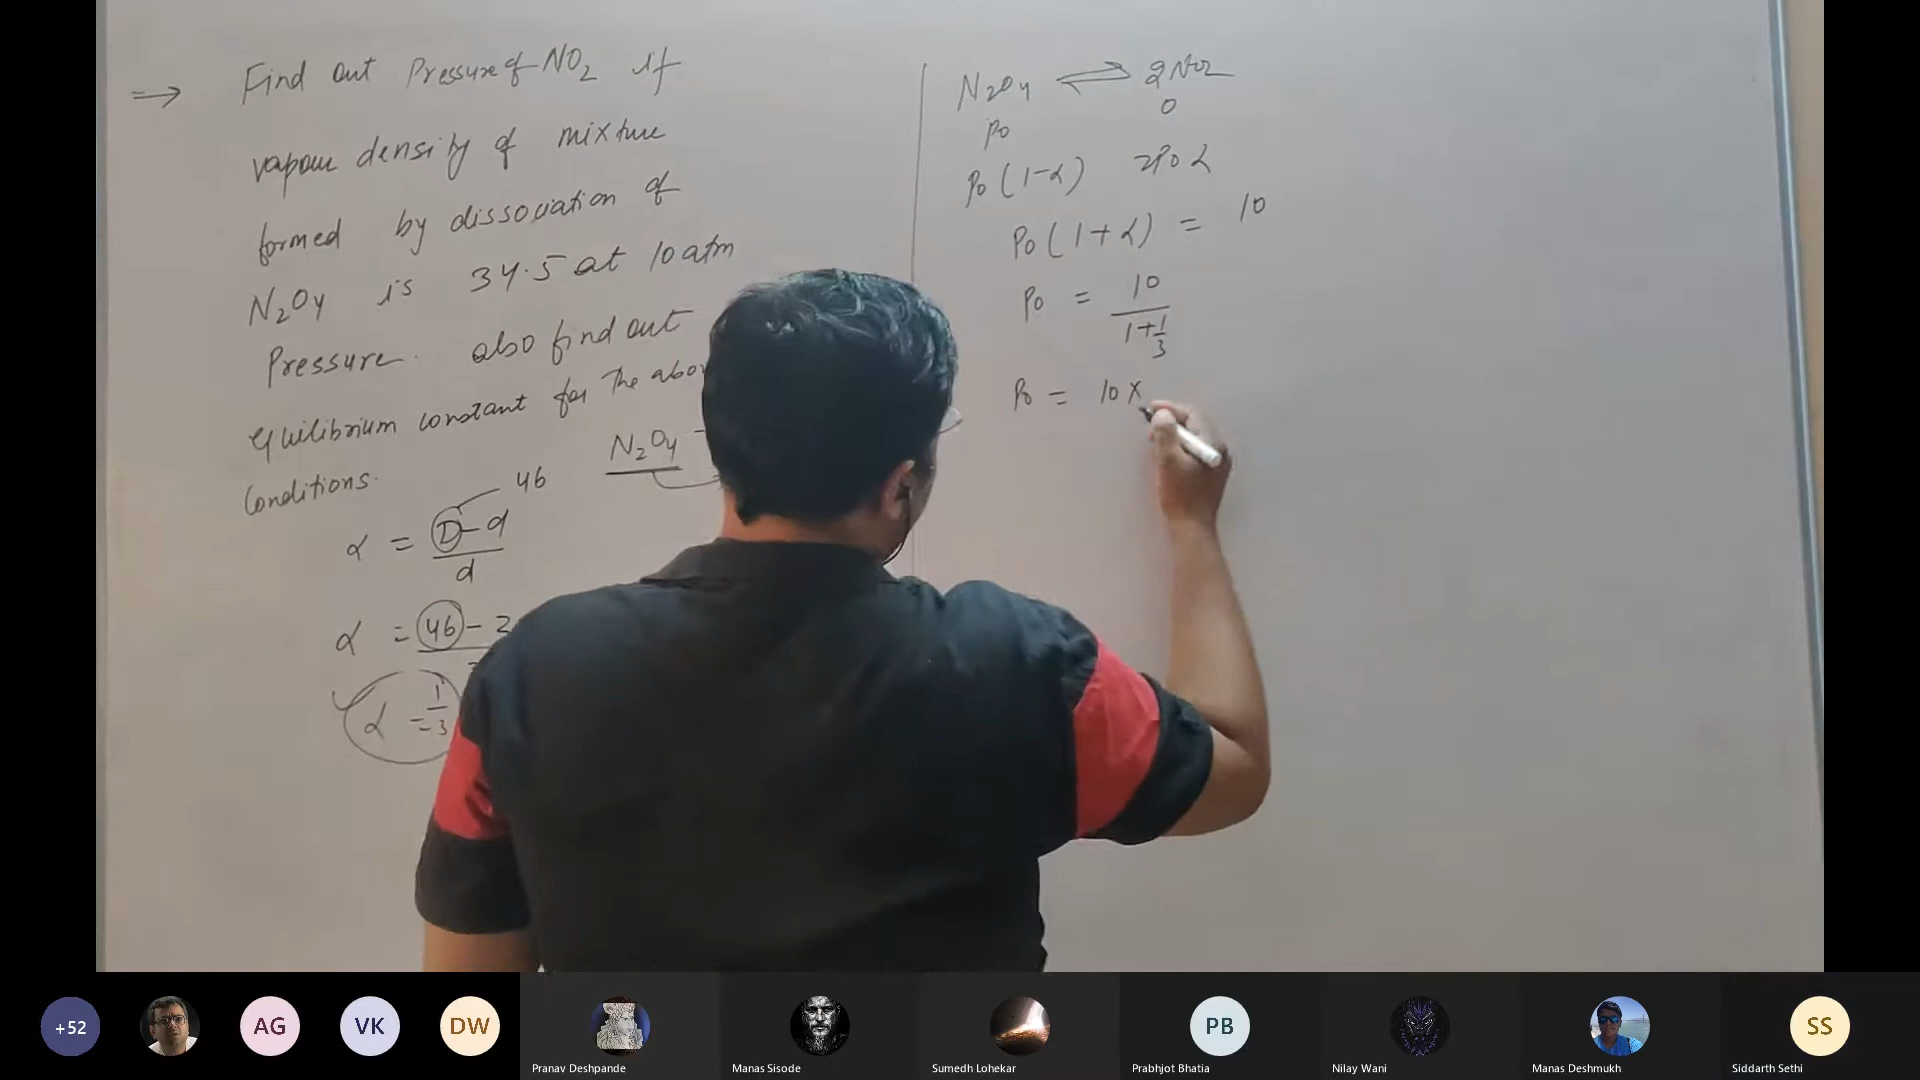 ⇒ Find out Pressure of NO2 if
vapour density of mixture
formed by dissociation of
N2O4 is 34.5 at 10 atm
Pressure. also find out
equilibrium constant for the
conditions.
N2O4
46
α = D - d
d
α = 46 -
α = 1
3
N2O4 ⇌ 2NO2
P0 0
P0 (1-α) 2P0 α
P0 (1+α) = 10
P0 = 10
1+1
3
P0 = 10 x
+52
AG
VK
DW
PB
SS
Pranav Deshpande
Manas Sisode
Sumedh Lohekar
Prabhjot Bhatia
Nilay Wani
Manas Deshmukh
Siddarth Sethi